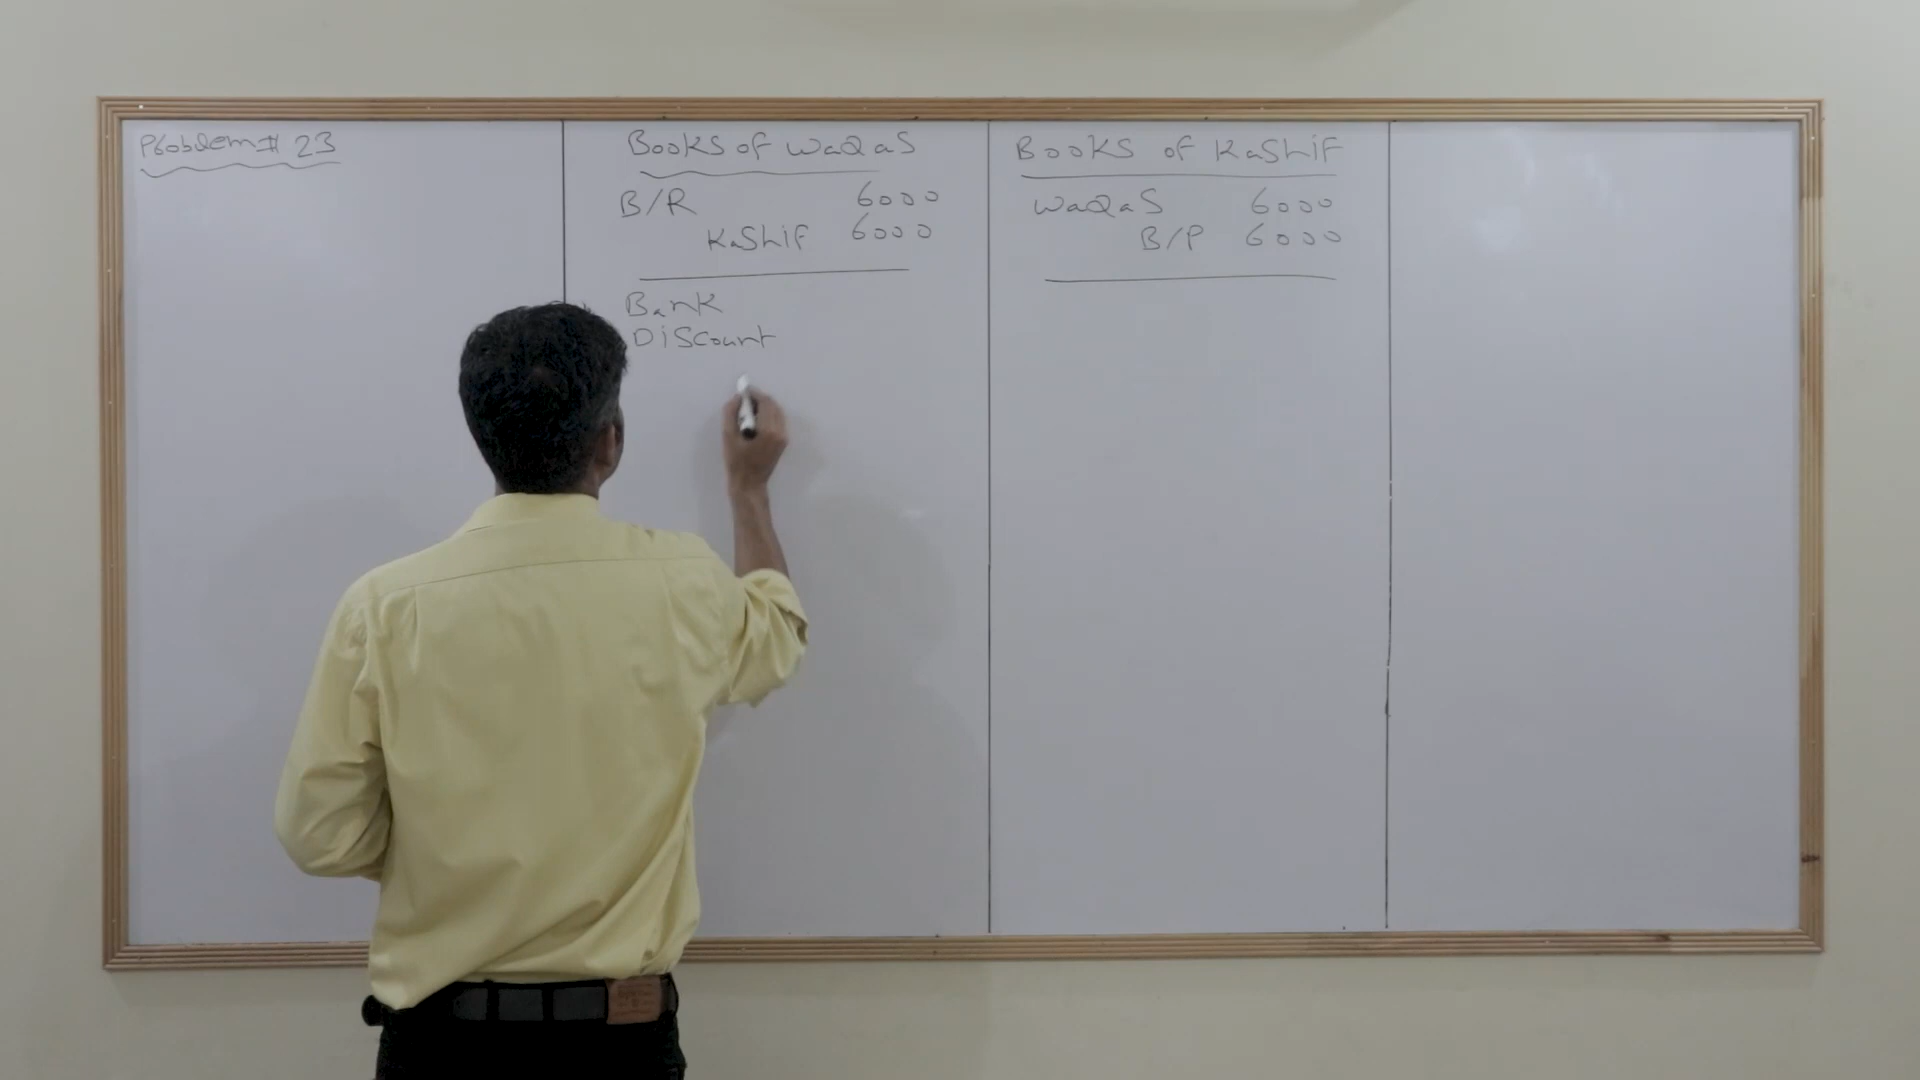 Problem # 23
Books of WaQaS
B/R 6000
KaShif 6000
Bank
Discount
Books of KaShif
WaQaS 6000
B/P 6000